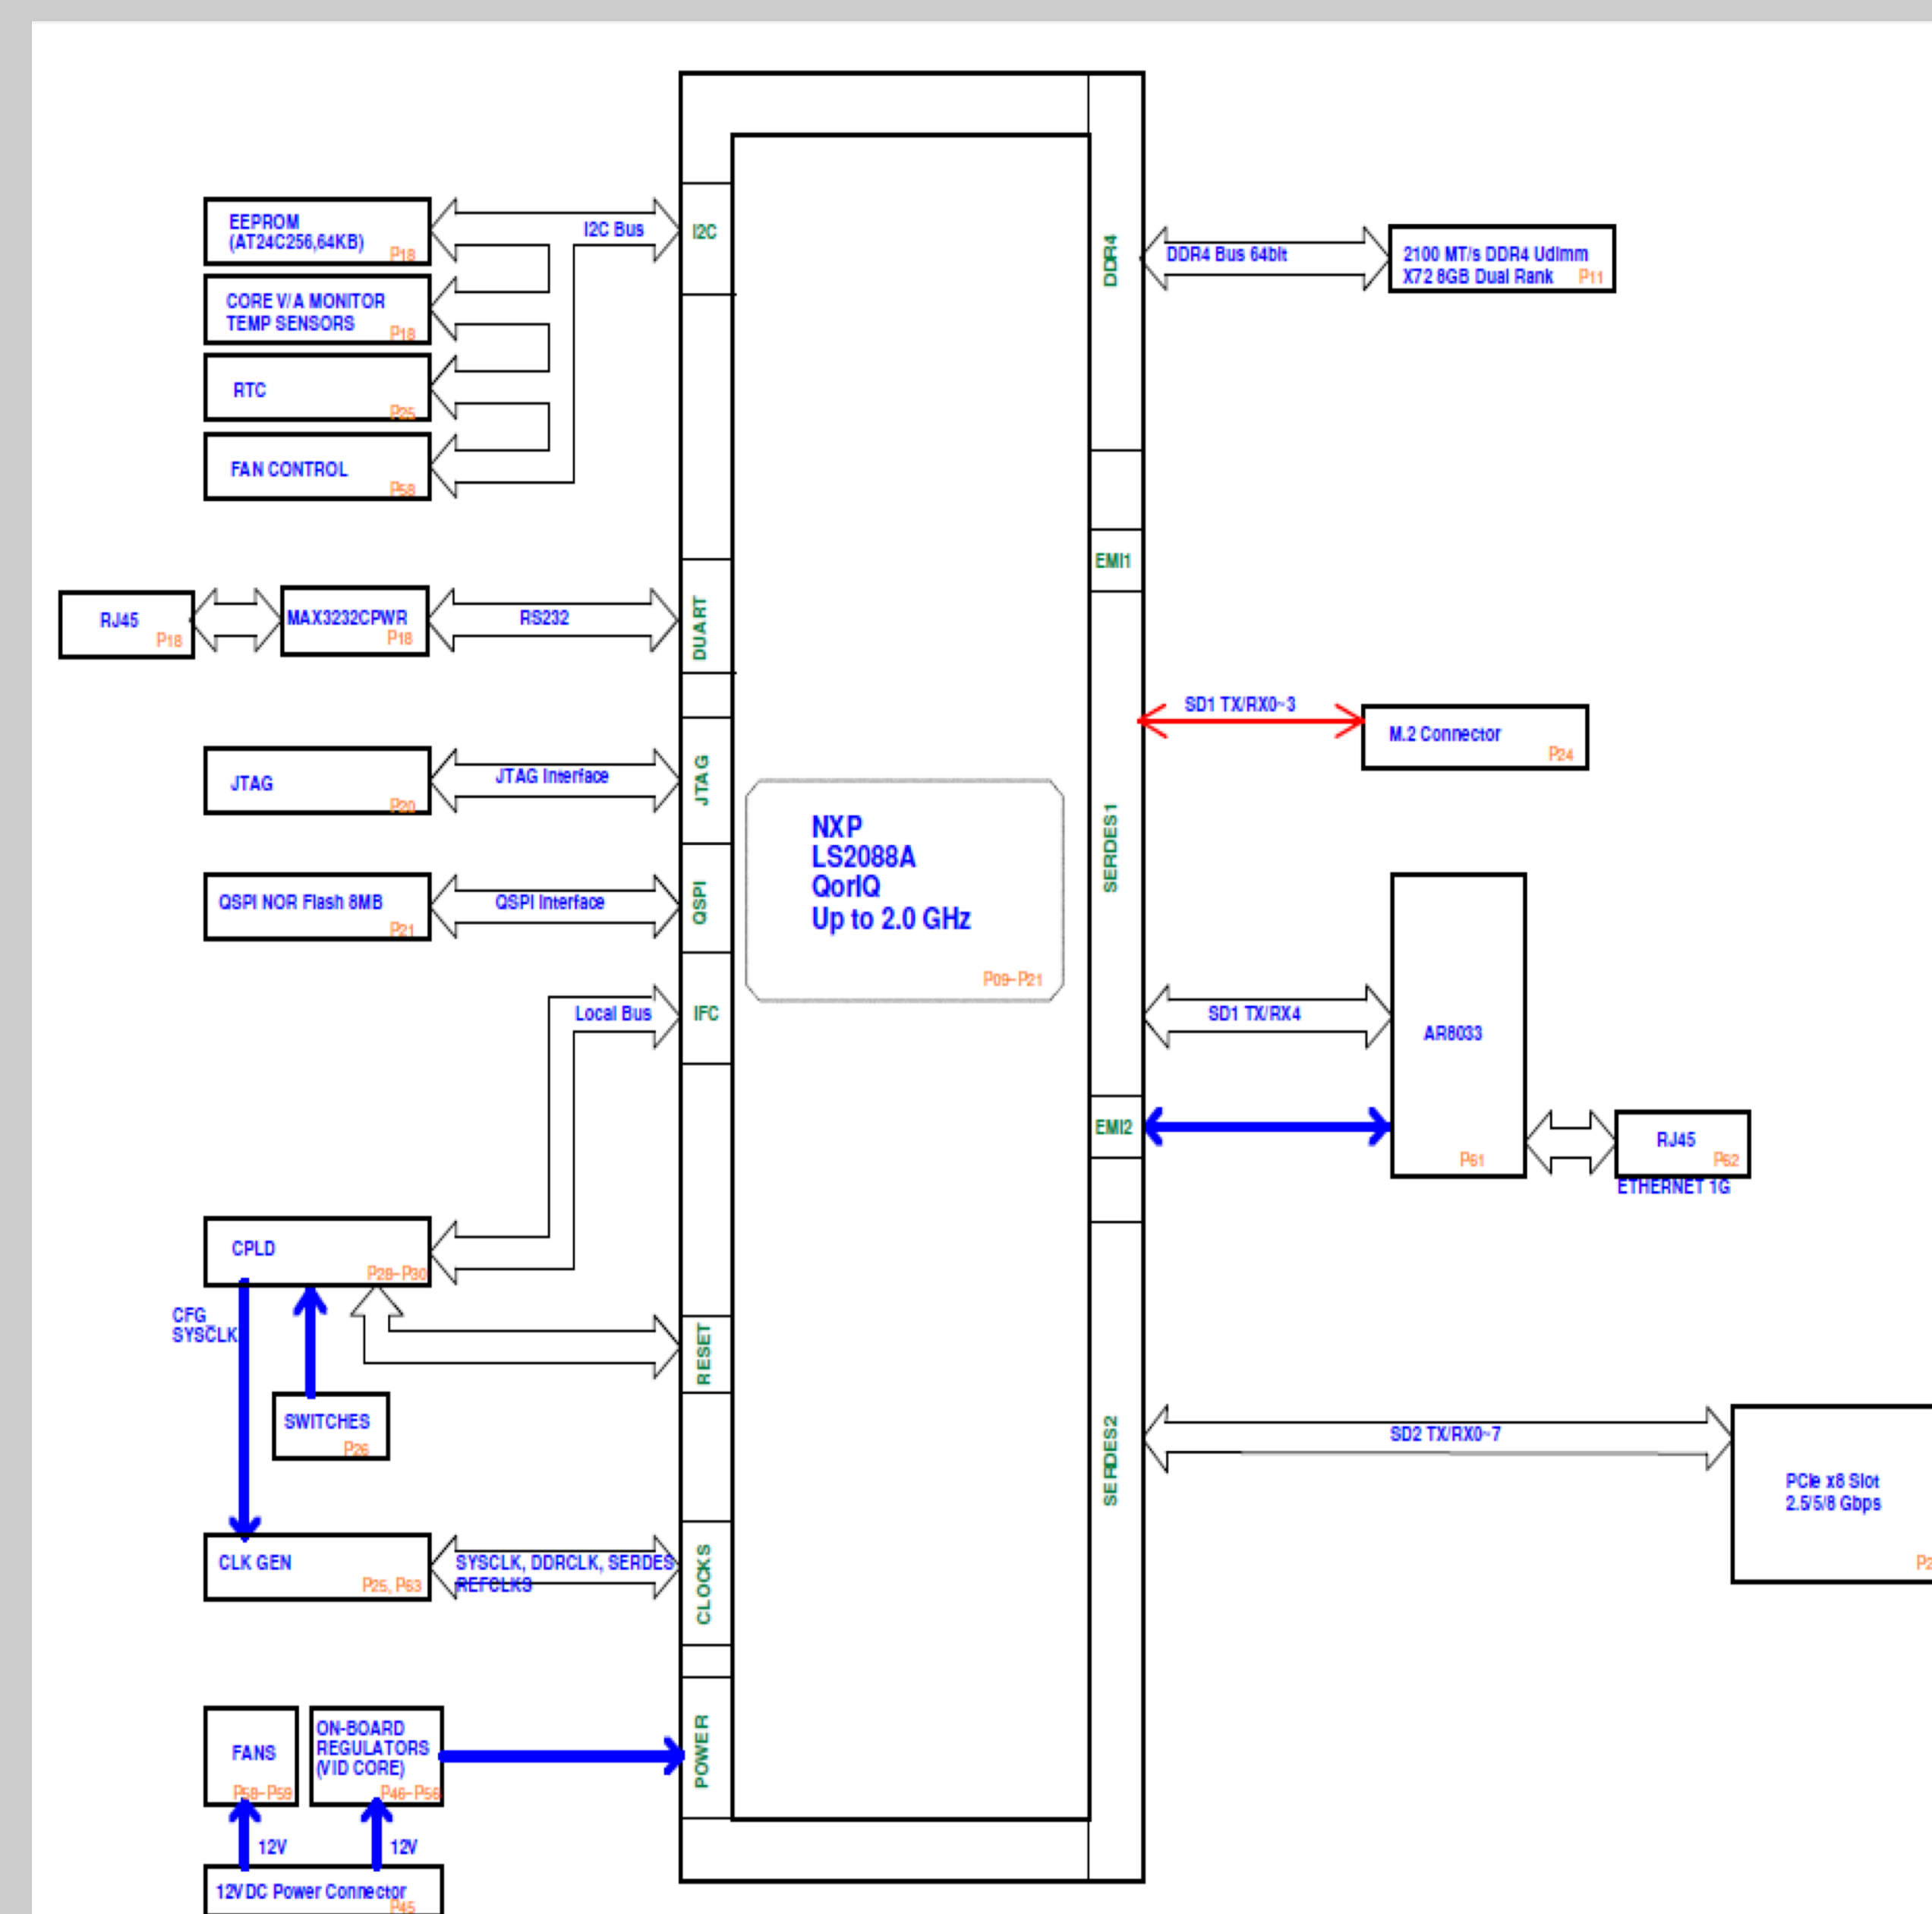 EEPROM
(AT24C256,64KB)
P18
CORE V/A MONITOR
TEMP SENSORS
P18
RTC
P25
FAN CONTROL
P58
I2C Bus
I2C
RJ45
P18
MAX3232CPWR
P18
RS232
DUART
JTAG
P20
JTAG Interface
JTAG
QSPI NOR Flash 8MB
P21
QSPI Interface
QSPI
Local Bus
IFC
CPLD
P28-P30
CFG_
SYSCLK
SWITCHES
P26
RESET
CLK GEN
P25, P63
SYSCLK, DDRCLK, SERDES
REFCLKS
CLOCKS
FANS
P58-P59
ON-BOARD
REGULATORS
(VID CORE)
P46-P56
POWER
12V
12V
12V DC Power Connector
P45
NXP
LS2088A
QorIQ
Up to 2.0 GHz
P09-P21
DDR4
DDR4 Bus 64bit
2100 MT/s DDR4 Udimm
X72 8GB Dual Rank
P11
EMI1
SERDES1
SD1 TX/RX0~3
M.2 Connector
P24
SD1 TX/RX4
AR8033
P61
EMI2
RJ45
P62
ETHERNET 1G
SERDES2
SD2 TX/RX0~7
PCIe x8 Slot
2.5/5/8 Gbps